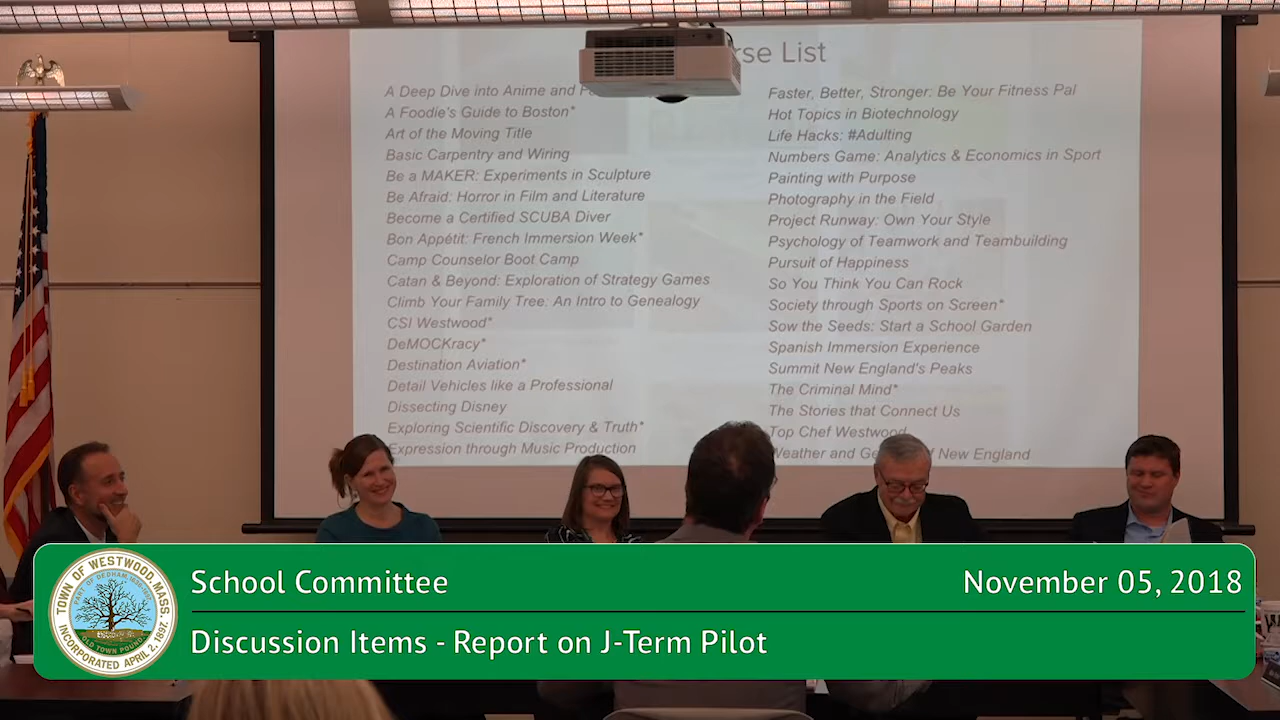 rse List
A Deep Dive into Anime and
A Foodie's Guide to Boston*
Art of the Moving Title
Basic Carpentry and Wiring
Be a MAKER: Experiments in Sculpture
Be Afraid: Horror in Film and Literature
Become a Certified SCUBA Diver
Bon Appétit: French Immersion Week*
Camp Counselor Boot Camp
Catan & Beyond: Exploration of Strategy Games
Climb Your Family Tree: An Intro to Genealogy
CSI Westwood*
DeMOCKracy*
Destination Aviation*
Detail Vehicles like a Professional
Dissecting Disney
Exploring Scientific Discovery & Truth*
Expression through Music Production
Faster, Better, Stronger: Be Your Fitness Pal
Hot Topics in Biotechnology
Life Hacks: #Adulting
Numbers Game: Analytics & Economics in Sport
Painting with Purpose
Photography in the Field
Project Runway: Own Your Style
Psychology of Teamwork and Teambuilding
Pursuit of Happiness
So You Think You Can Rock
Society through Sports on Screen*
Sow the Seeds: Start a School Garden
Spanish Immersion Experience
Summit New England's Peaks
The Criminal Mind*
The Stories that Connect Us
Top Chef Westwood
Weather and Ge of New England
TOWN OF WESTWOOD, MASS.
PART OF DEDHAM,
OLD TOWN POUND
INCORPORATED APRIL 2, 1897.
School Committee
November 05, 2018
Discussion Items - Report on J-Term Pilot